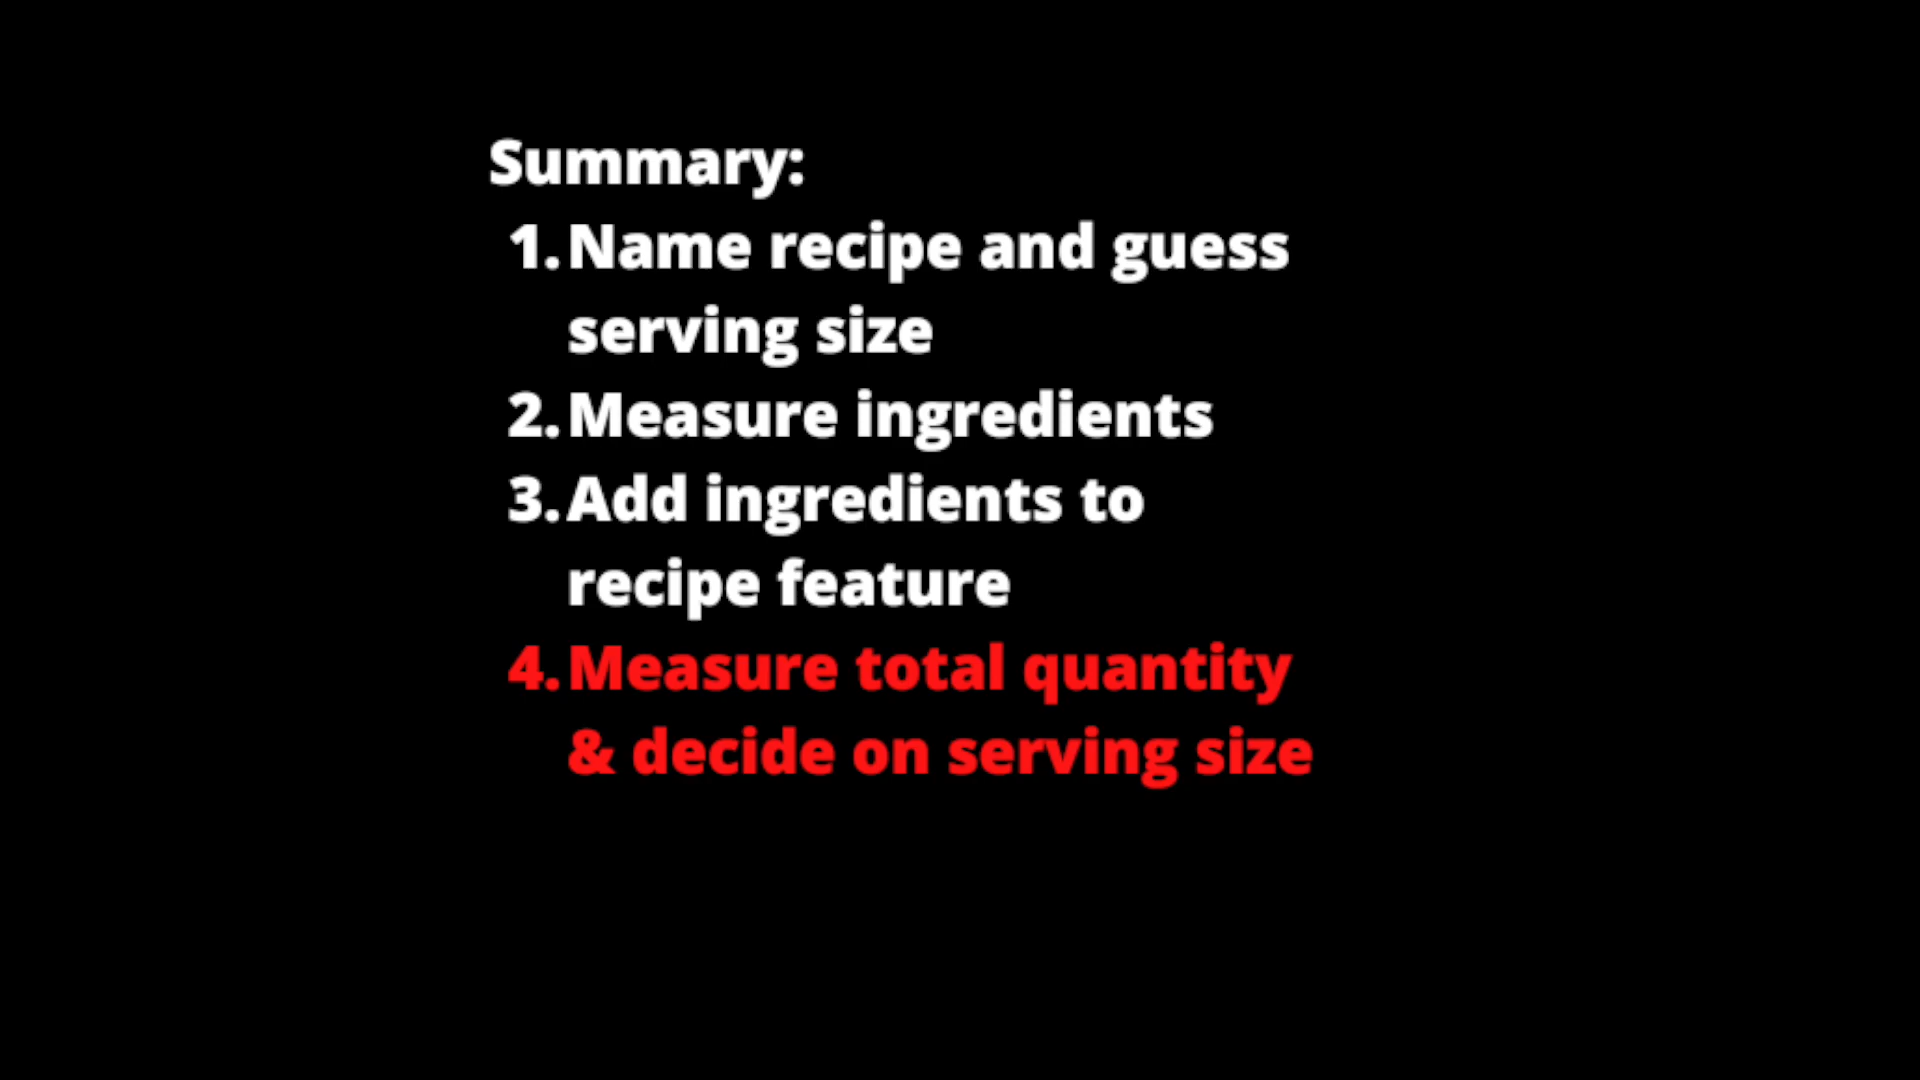 Summary:
1. Name recipe and guess
serving size
2. Measure ingredients
3. Add ingredients to
recipe feature
4. Measure total quantity
& decide on serving size